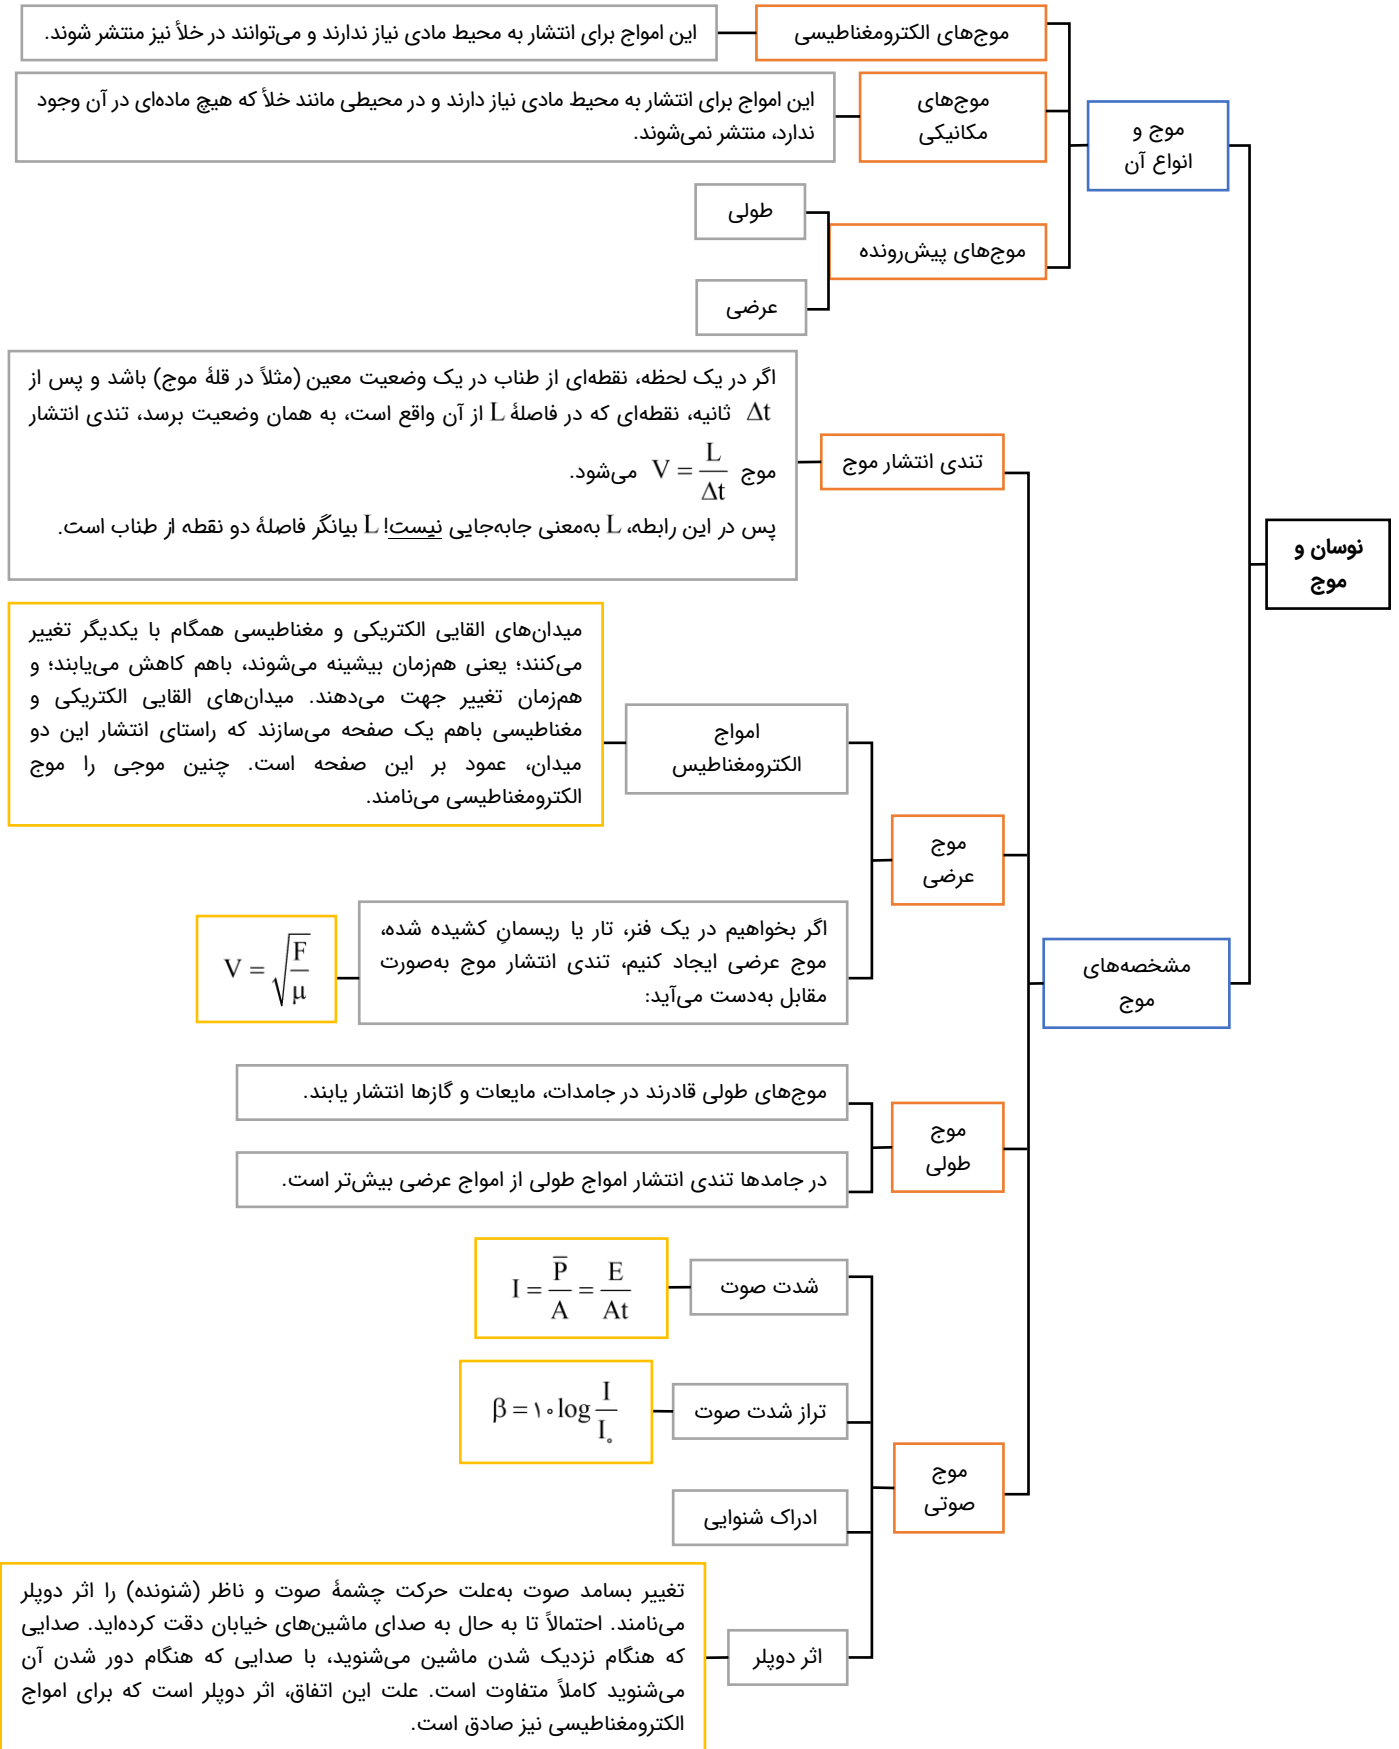 موج‌های الکترومغناطیسی
این امواج برای انتشار به محیط مادی نیاز ندارند و می‌توانند در خلأ نیز منتشر شوند.
موج‌های
مکانیکی
این امواج برای انتشار به محیط مادی نیاز دارند و در محیطی مانند خلأ که هیچ ماده‌ای در آن وجود
ندارد، منتشر نمی‌شوند.
موج و
انواع آن
طولی
موج‌های پیش‌رونده
عرضی
اگر در یک لحظه، نقطه‌ای از طناب در یک وضعیت معین (مثلاً در قلۀ موج) باشد و پس از
Δt ثانیه، نقطه‌ای که در فاصلۀ L از آن واقع است، به همان وضعیت برسد، تندی انتشار
موج V = L/Δt می‌شود.
پس در این رابطه، L به‌معنی جابه‌جایی نیست! L بیانگر فاصلۀ دو نقطه از طناب است.
تندی انتشار موج
نوسان و
موج
میدان‌های القایی الکتریکی و مغناطیسی همگام با یکدیگر تغییر
می‌کنند؛ یعنی هم‌زمان بیشینه می‌شوند، باهم کاهش می‌یابند؛ و
هم‌زمان تغییر جهت می‌دهند. میدان‌های القایی الکتریکی و
مغناطیسی باهم یک صفحه می‌سازند که راستای انتشار این دو
میدان، عمود بر این صفحه است. چنین موجی را موج
الکترومغناطیسی می‌نامند.
امواج
الکترومغناطیس
موج
عرضی
اگر بخواهیم در یک فنر، تار یا ریسمانِ کشیده شده،
موج عرضی ایجاد کنیم، تندی انتشار موج به‌صورت
مقابل به‌دست می‌آید:
V = √(F/μ)
مشخصه‌های
موج
موج‌های طولی قادرند در جامدات، مایعات و گازها انتشار یابند.
موج
طولی
در جامدها تندی انتشار امواج طولی از امواج عرضی بیش‌تر است.
شدت صوت
I = P̅/A = E/At
تراز شدت صوت
β = ۱۰ log I/I۰
موج
صوتی
ادراک شنوایی
اثر دوپلر
تغییر بسامد صوت به‌علت حرکت چشمۀ صوت و ناظر (شنونده) را اثر دوپلر
می‌نامند. احتمالاً تا به حال به صدای ماشین‌های خیابان دقت کرده‌اید. صدایی
که هنگام نزدیک شدن ماشین می‌شنوید، با صدایی که هنگام دور شدن آن
می‌شنوید کاملاً متفاوت است. علت این اتفاق، اثر دوپلر است که برای امواج
الکترومغناطیسی نیز صادق است.